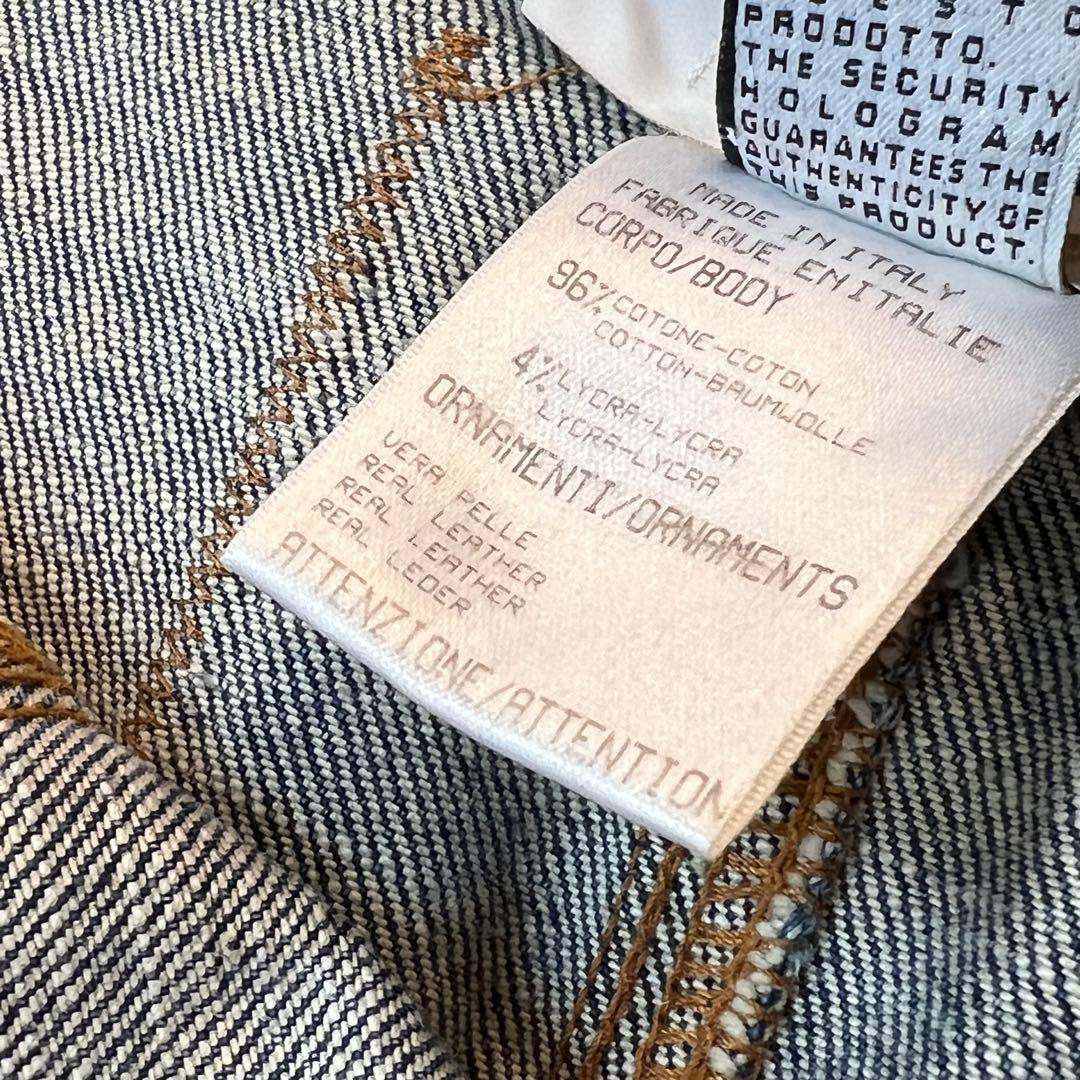 PRODOTTO.
THE SECURITY
HOLOGRAM
GUARANTEES THE
AUTHENTICITY OF
THIS PRODUCT.
MADE IN ITALY
FABRIQUE EN ITALIE
CORPO/BODY
96% COTONE-COTON
COTTON-BAUMWOLLE
4% LYCRA-LYCRA
LYCRA-LYCRA
ORNAMENTI/ORNAMENTS
VERA PELLE
REAL LEATHER
REAL LEATHER
REAL LEDER
ATTENZIONE/ATTENTION